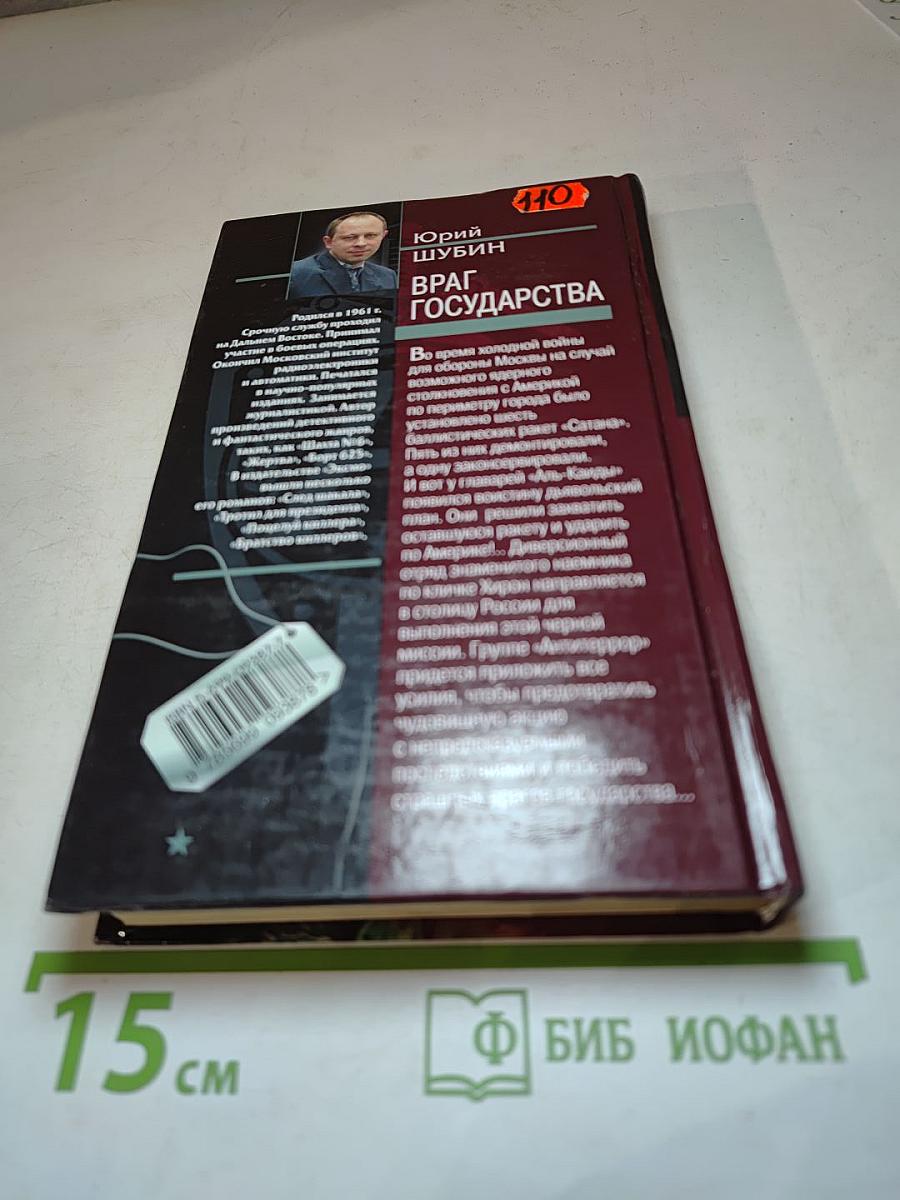 110
Юрий
ШУБИН
ВРАГ
ГОСУДАРСТВА
Родился в 1961 г.
Срочную службу проходил
на Дальнем Востоке. Принимал
участие в боевых операциях.
Окончил Московский институт
радиоэлектроники
и автоматики. Печатался
в научно-популярных
изданиях. Занимается
журналистикой. Автор
произведений детективного
и фантастического жанров,
таких, как «Шахта №6»,
«Жертва», «Борт 625».
В издательстве «Эксмо»
вышли несколько
его романов: «След шакала»,
«Тротил для президента»,
«Поцелуй киллера»,
«Братство киллеров».
Во время холодной войны
для обороны Москвы на случай
возможного ядерного
столкновения с Америкой
по периметру города было
установлено шесть
баллистических ракет «Сатана».
Пять из них демонтировали,
а одну законсервировали.
И вот у главарей «Аль-Каиды»
появился воистину дьявольский
план. Они решили захватить
оставшуюся ракету и ударить
по Америке... Диверсионный
отряд знаменитого наемника
по кличке Хирон направляется
в столицу России для
выполнения этой черной
миссии. Группе «Антитеррор»
придется приложить все
усилия, чтобы предотвратить
чудовищную акцию
с непредсказуемыми
последствиями и победить
страшных врагов государства...
15 см
БИБ ИОФАН